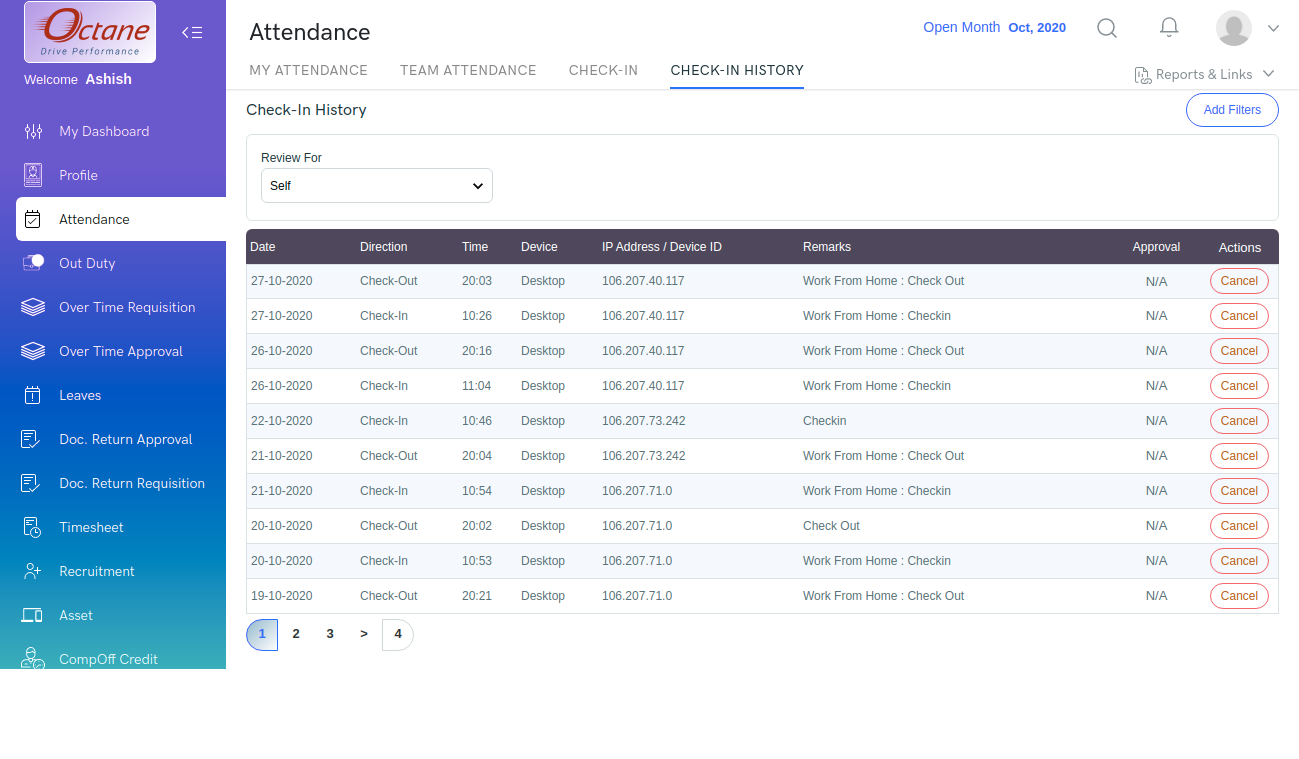 Octane
Drive Performance
Welcome Ashish
My Dashboard
Profile
Attendance
Out Duty
Over Time Requisition
Over Time Approval
Leaves
Doc. Return Approval
Doc. Return Requisition
Timesheet
Recruitment
Asset
CompOff Credit
Attendance
Open Month Oct, 2020
MY ATTENDANCE TEAM ATTENDANCE CHECK-IN CHECK-IN HISTORY
Reports & Links
Check-In History
Add Filters
Review For
Self
Date Direction Time Device IP Address / Device ID Remarks Approval Actions
27-10-2020 Check-Out 20:03 Desktop 106.207.40.117 Work From Home : Check Out N/A Cancel
27-10-2020 Check-In 10:26 Desktop 106.207.40.117 Work From Home : Checkin N/A Cancel
26-10-2020 Check-Out 20:16 Desktop 106.207.40.117 Work From Home : Check Out N/A Cancel
26-10-2020 Check-In 11:04 Desktop 106.207.40.117 Work From Home : Checkin N/A Cancel
22-10-2020 Check-In 10:46 Desktop 106.207.73.242 Checkin N/A Cancel
21-10-2020 Check-Out 20:04 Desktop 106.207.73.242 Work From Home : Check Out N/A Cancel
21-10-2020 Check-In 10:54 Desktop 106.207.71.0 Work From Home : Checkin N/A Cancel
20-10-2020 Check-Out 20:02 Desktop 106.207.71.0 Check Out N/A Cancel
20-10-2020 Check-In 10:53 Desktop 106.207.71.0 Work From Home : Checkin N/A Cancel
19-10-2020 Check-Out 20:21 Desktop 106.207.71.0 Work From Home : Check Out N/A Cancel
1 2 3 > 4